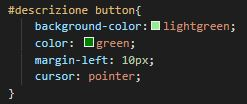 #descrizione button{
background-color: lightgreen;
color: green;
margin-left: 10px;
cursor: pointer;
}